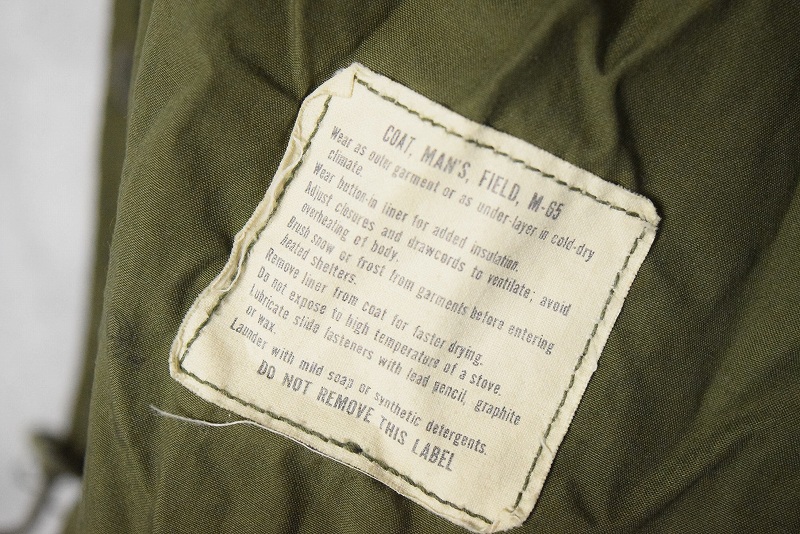 COAT, MAN'S, FIELD, M-65
Wear as outer garment or as under-layer in cold-dry
climate.
Wear button-in liner for added insulation.
Adjust closures and drawcords to ventilate; avoid
overheating of body.
Brush snow or frost from garments before entering
heated shelters.
Remove liner from coat for faster drying.
Do not expose to high temperature of a stove.
Lubricate slide fasteners with lead pencil, graphite
or wax.
Launder with mild soap or synthetic detergents.
DO NOT REMOVE THIS LABEL